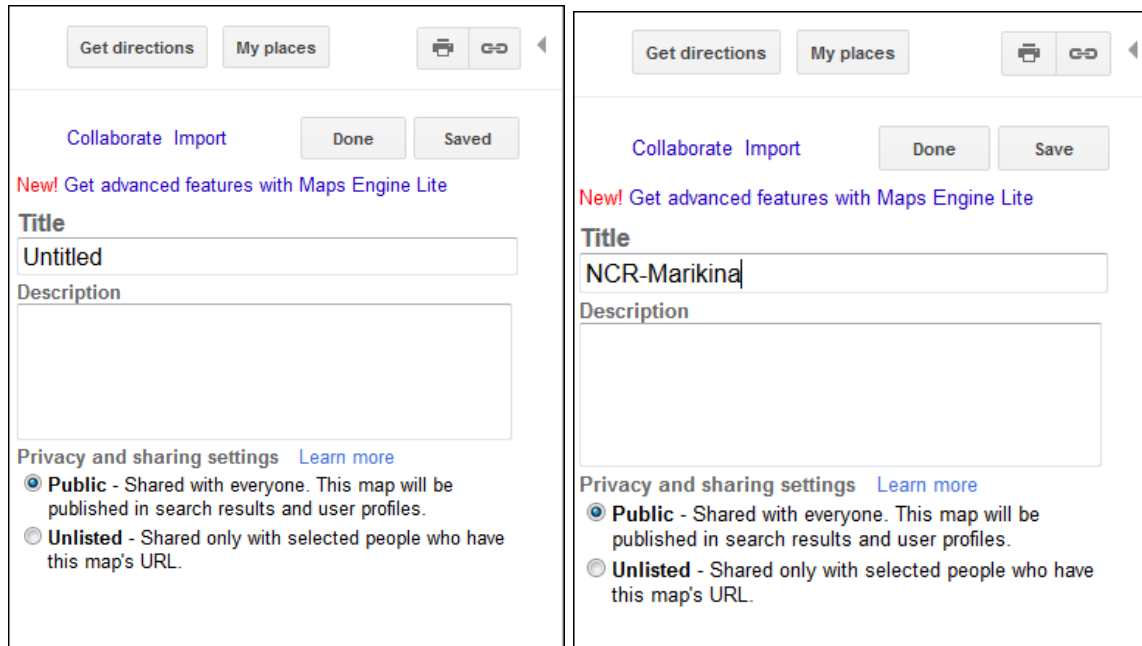 Get directions My places
Collaborate Import Done Saved
New! Get advanced features with Maps Engine Lite
Title
Untitled
Description
Privacy and sharing settings Learn more
Public - Shared with everyone. This map will be
published in search results and user profiles.
Unlisted - Shared only with selected people who have
this map's URL.
Get directions My places
Collaborate Import Done Save
New! Get advanced features with Maps Engine Lite
Title
NCR-Marikina
Description
Privacy and sharing settings Learn more
Public - Shared with everyone. This map will be
published in search results and user profiles.
Unlisted - Shared only with selected people who have
this map's URL.